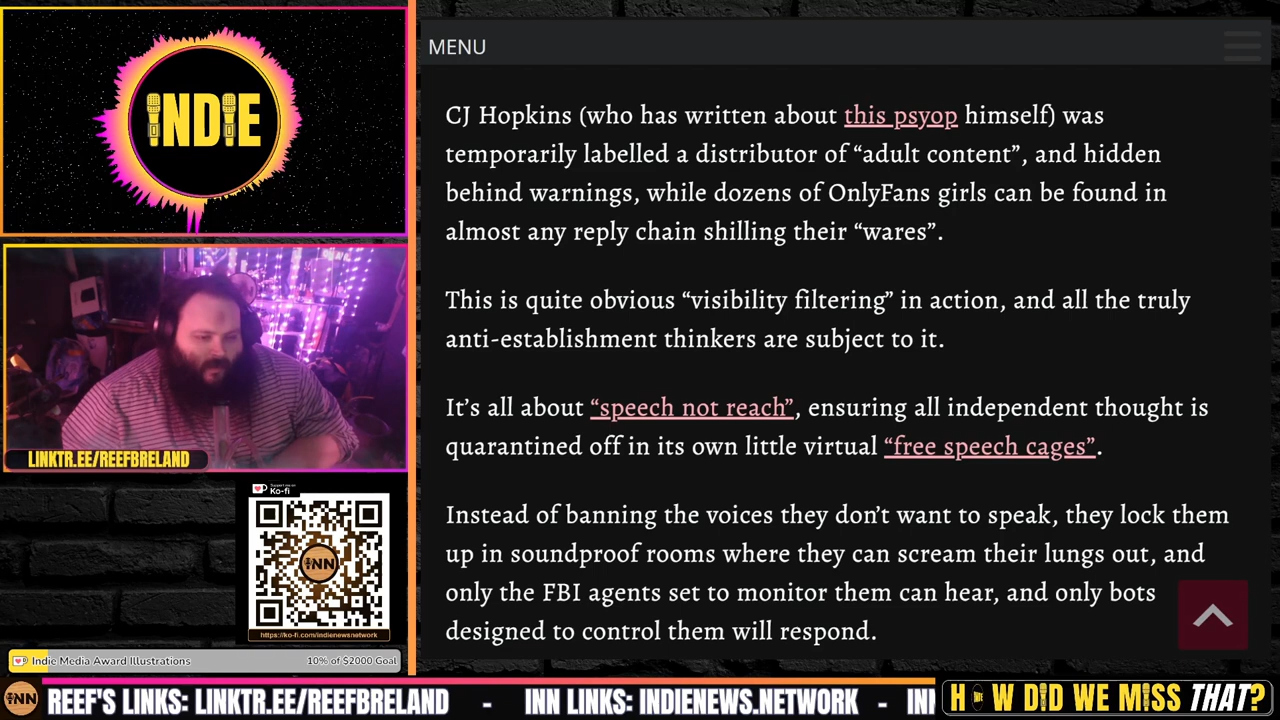 INDIE
LINKTR.EE/REEFBRELAND
Support me on
Ko-fi
INN
https://ko-fi.com/indienewsnetwork
Indie Media Award Illustrations 10% of $2000 Goal
MENU
CJ Hopkins (who has written about this psyop himself) was
temporarily labelled a distributor of “adult content”, and hidden
behind warnings, while dozens of OnlyFans girls can be found in
almost any reply chain shilling their “wares”.
This is quite obvious “visibility filtering” in action, and all the truly
anti-establishment thinkers are subject to it.
It’s all about “speech not reach”, ensuring all independent thought is
quarantined off in its own little virtual “free speech cages”.
Instead of banning the voices they don’t want to speak, they lock them
up in soundproof rooms where they can scream their lungs out, and
only the FBI agents set to monitor them can hear, and only bots
designed to control them will respond.
INN REEF'S LINKS: LINKTR.EE/REEFBRELAND - INN LINKS: INDIENEWS.NETWORK - INN
HOW DID WE MISS THAT?